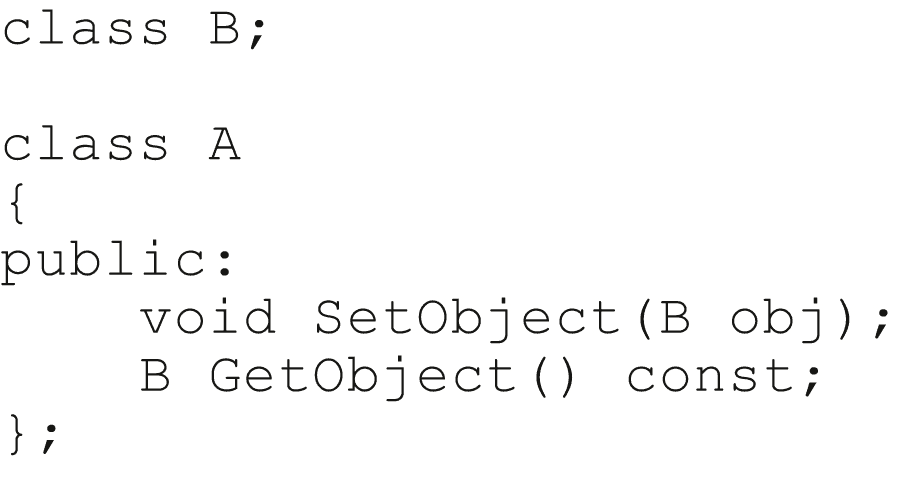 class B;

class A
{
public:
    void SetObject(B obj);
    B GetObject() const;
};